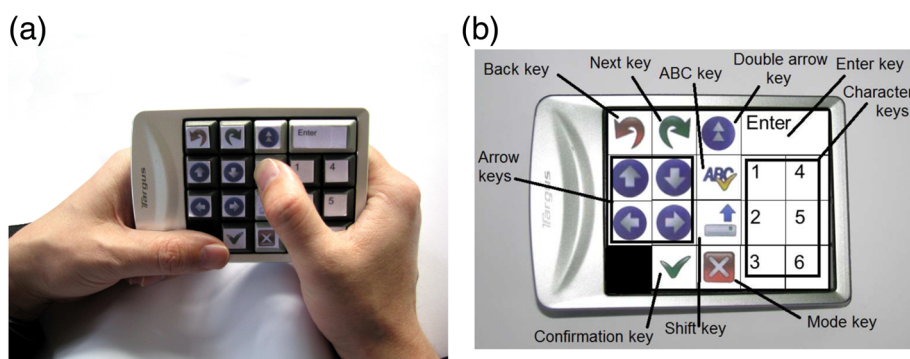 (a)
Targus
Enter
1 4
5
(b)
Back key
Next key
ABC key
Double arrow
key
Enter key
Character
keys
Arrow
keys
Targus
Enter
ABC
1 4
2 5
3 6
Confirmation key
Shift key
Mode key